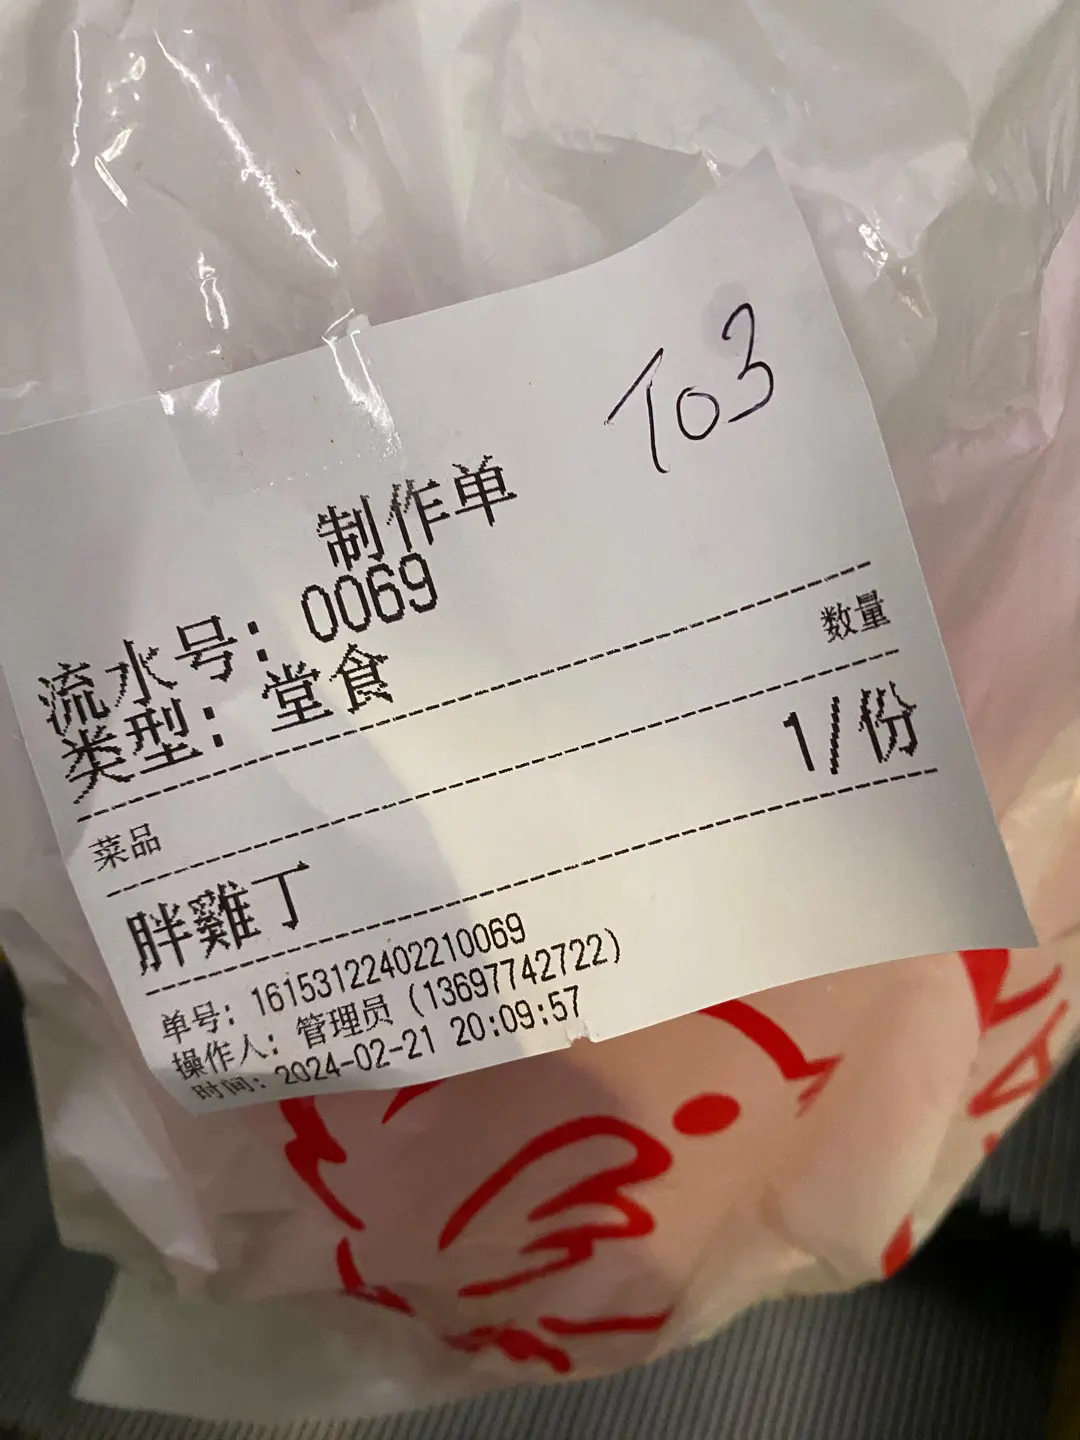 To3
制作单
流水号: 0069
类型: 堂食
菜品 数量
胖雞丁 1/份
单号: 16153122402210069
操作人: 管理员 (13697742722)
时间: 2024-02-21 20:09:57